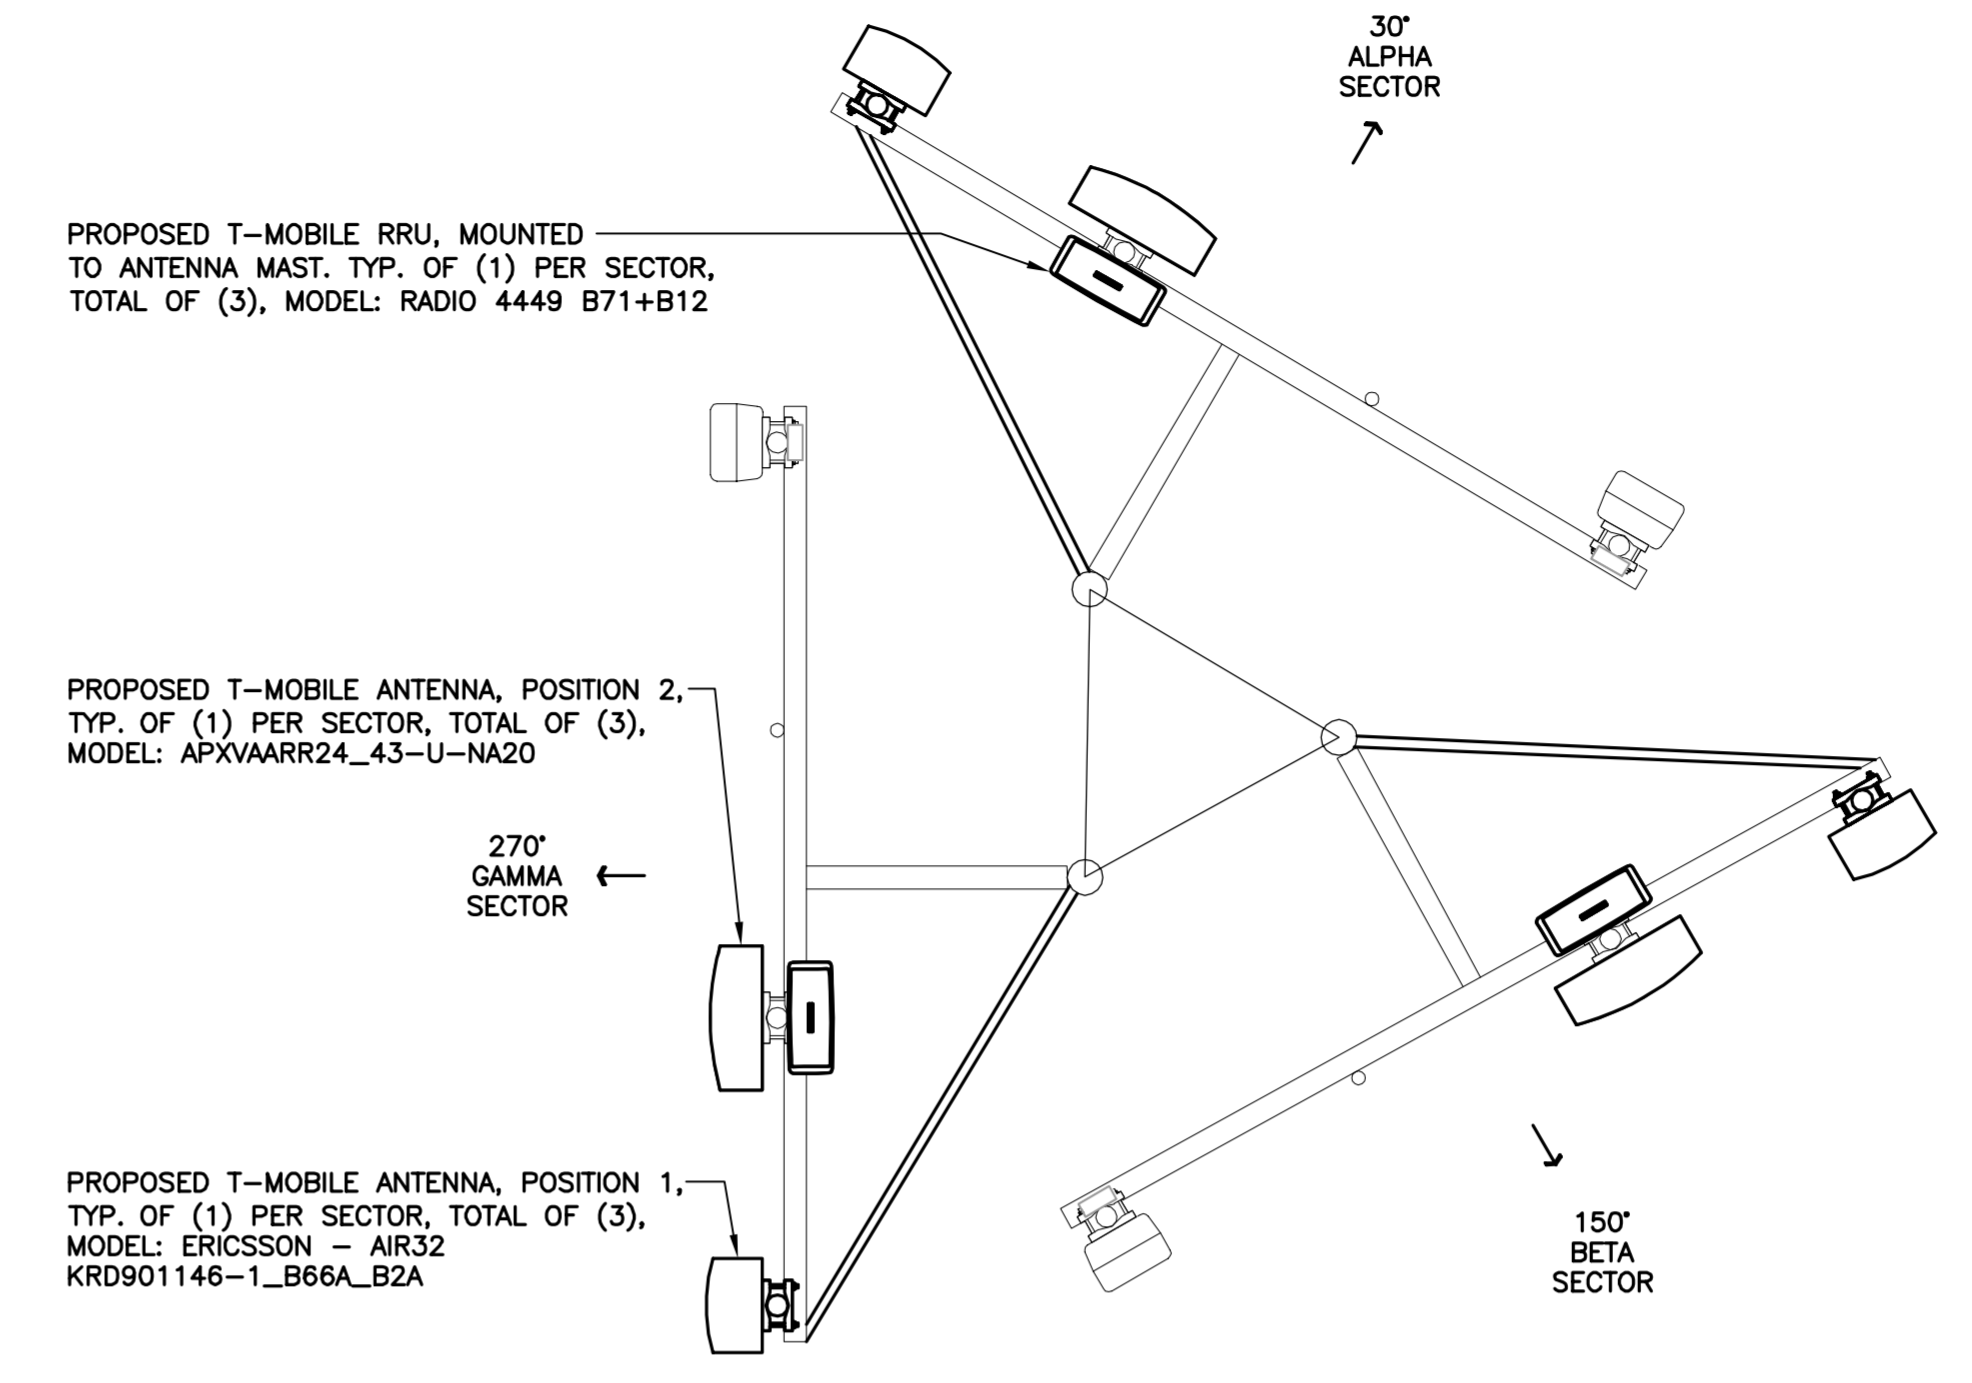 30°
ALPHA
SECTOR
PROPOSED T-MOBILE RRU, MOUNTED
TO ANTENNA MAST. TYP. OF (1) PER SECTOR,
TOTAL OF (3), MODEL: RADIO 4449 B71+B12
PROPOSED T-MOBILE ANTENNA, POSITION 2,
TYP. OF (1) PER SECTOR, TOTAL OF (3),
MODEL: APXVAARR24_43-U-NA20
270°
GAMMA
SECTOR
PROPOSED T-MOBILE ANTENNA, POSITION 1,
TYP. OF (1) PER SECTOR, TOTAL OF (3),
MODEL: ERICSSON - AIR32
KRD901146-1_B66A_B2A
150°
BETA
SECTOR